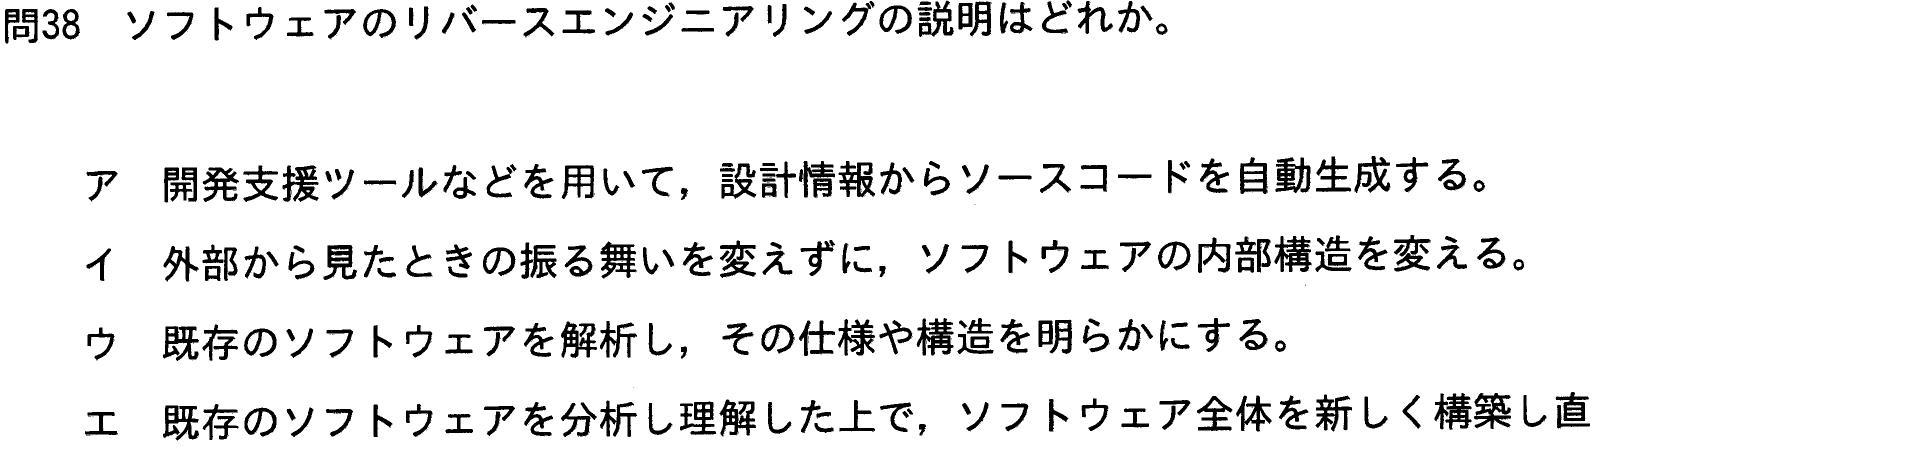 問38 ソフトウェアのリバースエンジニアリングの説明はどれか。
ア 開発支援ツールなどを用いて，設計情報からソースコードを自動生成する。
イ 外部から見たときの振る舞いを変えずに，ソフトウェアの内部構造を変える。
ウ 既存のソフトウェアを解析し，その仕様や構造を明らかにする。
エ 既存のソフトウェアを分析し理解した上で，ソフトウェア全体を新しく構築し直